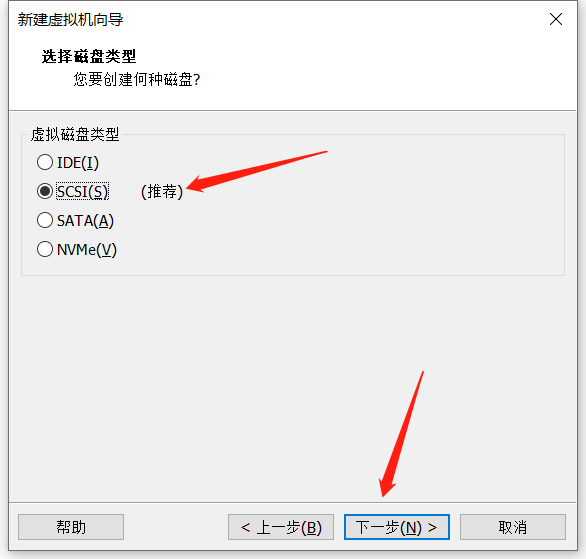 新建虚拟机向导
选择磁盘类型
您要创建何种磁盘?
虚拟磁盘类型
IDE(I)
SCSI(S) (推荐)
SATA(A)
NVMe(V)
帮助 < 上一步(B) 下一步(N) > 取消